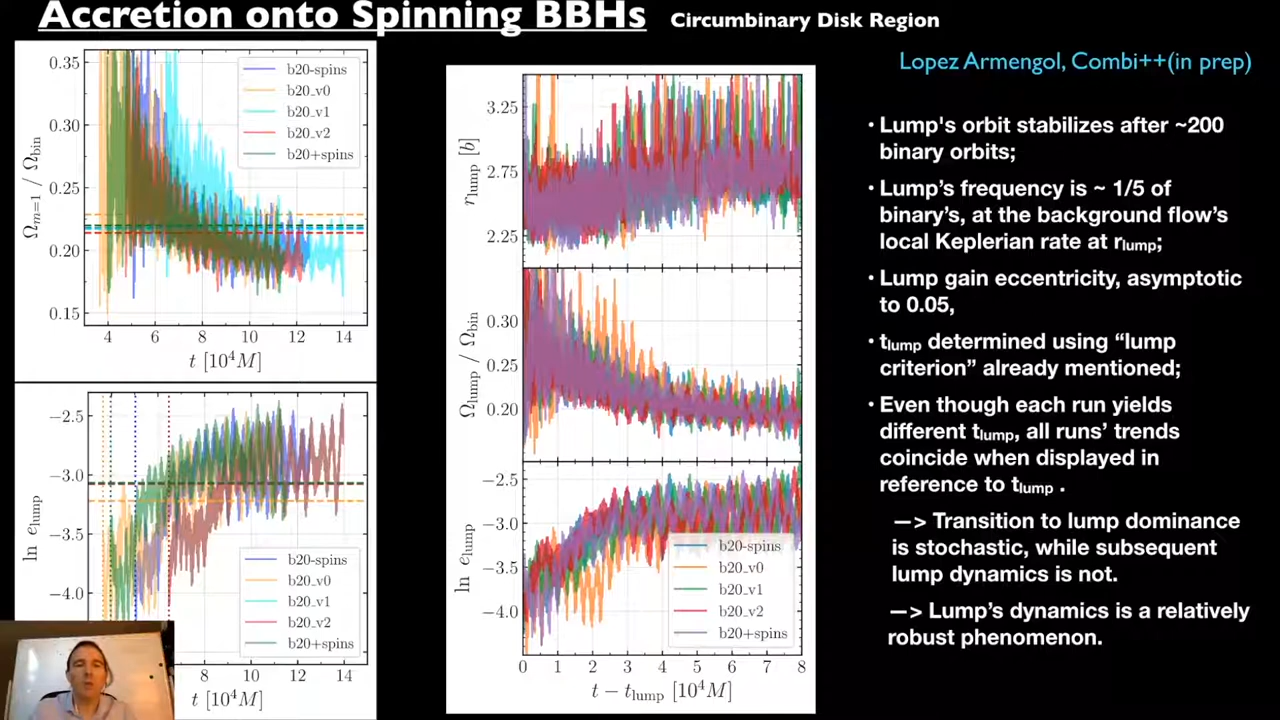 Accretion onto Spinning BBHs Circumbinary Disk Region
Lopez Armengol, Combi++(in prep)
0.35
0.30
0.25
0.20
0.15
Ωm=1 / Ωbin
b20-spins
b20_v0
b20_v1
b20_v2
b20+spins
4 6 8 10 12 14
t [10⁴M]
−2.5
−3.0
−3.5
−4.0
ln elump
b20-spins
b20_v0
b20_v1
b20_v2
b20+spins
8 10 12 14
t [10⁴M]
3.25
2.75
2.25
rlump [b]
0.30
0.25
0.20
Ωlump / Ωbin
−2.5
−3.0
−3.5
−4.0
ln elump
b20-spins
b20_v0
b20_v1
b20_v2
b20+spins
0 1 2 3 4 5 6 7 8
t − tlump [10⁴M]
• Lump's orbit stabilizes after ~200
binary orbits;
• Lump’s frequency is ~ 1/5 of
binary’s, at the background flow’s
local Keplerian rate at rlump;
• Lump gain eccentricity, asymptotic
to 0.05,
• tlump determined using “lump
criterion” already mentioned;
• Even though each run yields
different tlump, all runs’ trends
coincide when displayed in
reference to tlump .
—> Transition to lump dominance
is stochastic, while subsequent
lump dynamics is not.
—> Lump’s dynamics is a relatively
robust phenomenon.